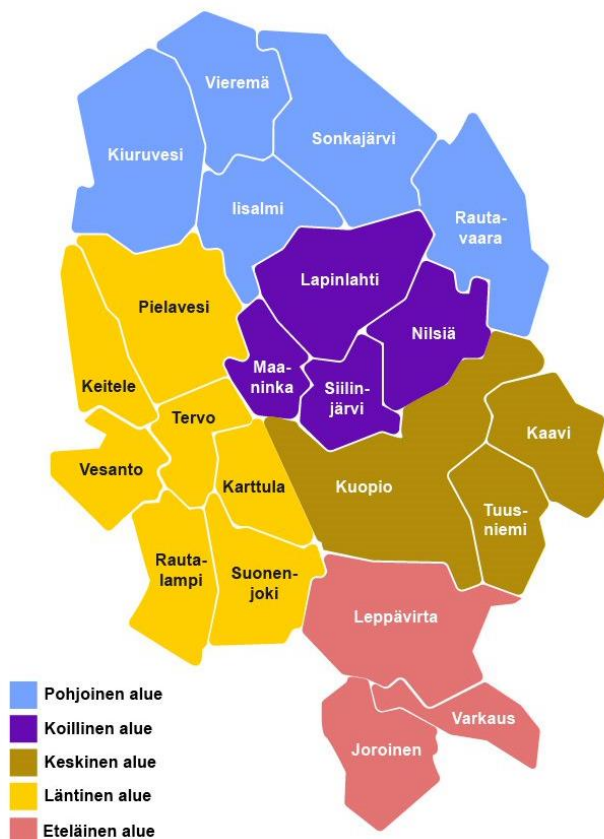 Vieremä
Kiuruvesi
Sonkajärvi
Iisalmi
Rauta-
vaara
Lapinlahti
Pielavesi
Nilsiä
Maa-
ninka
Siilin-
järvi
Keitele
Tervo
Kaavi
Vesanto
Karttula
Kuopio
Tuus-
niemi
Rauta-
lampi
Suonen-
joki
Leppävirta
Varkaus
Joroinen
Pohjoinen alue
Koillinen alue
Keskinen alue
Läntinen alue
Eteläinen alue